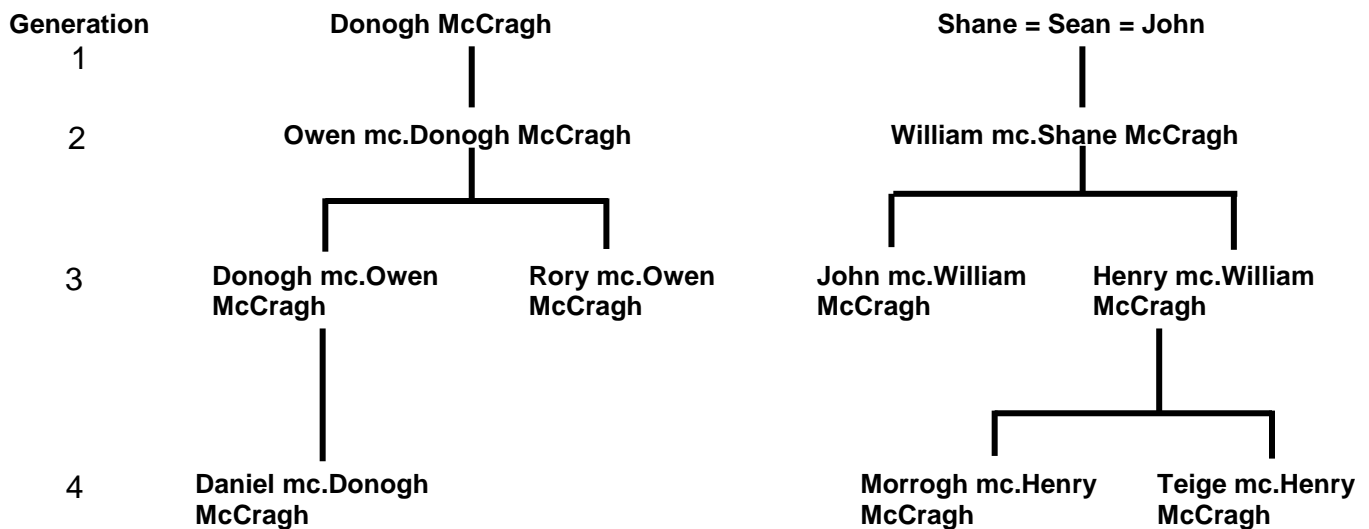 Generation Donogh McCragh Shane = Sean = John
1
2 Owen mc.Donogh McCragh William mc.Shane McCragh
3 Donogh mc.Owen Rory mc.Owen John mc.William Henry mc.William
McCragh McCragh McCragh McCragh
4 Daniel mc.Donogh Morrogh mc.Henry Teige mc.Henry
McCragh McCragh McCragh